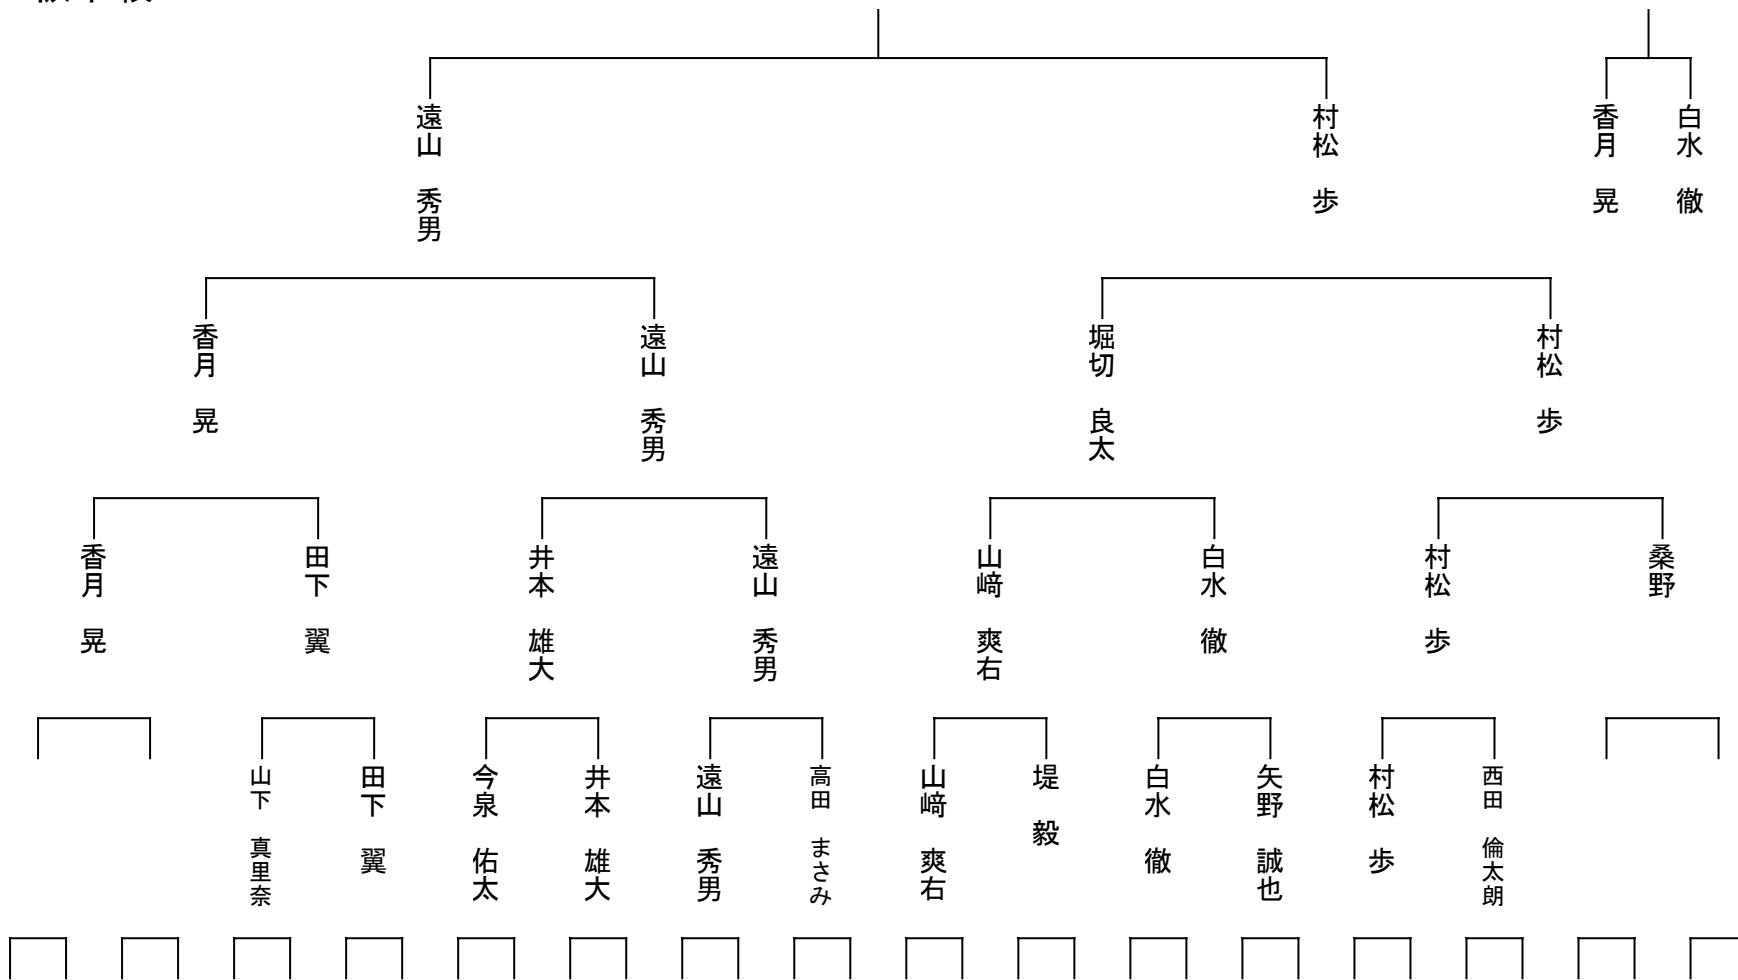 遠山 秀男
村松 歩
香月 晃
白水 徹
香月 晃
遠山 秀男
堀切 良太
村松 歩
香月 晃
田下 翼
井本 雄大
遠山 秀男
山﨑 爽右
白水 徹
村松 歩
桑野
山下 真里奈
田下 翼
今泉 佑太
井本 雄大
遠山 秀男
高田 まさみ
山﨑 爽右
堤 毅
白水 徹
矢野 誠也
村松 歩
西田 倫太朗